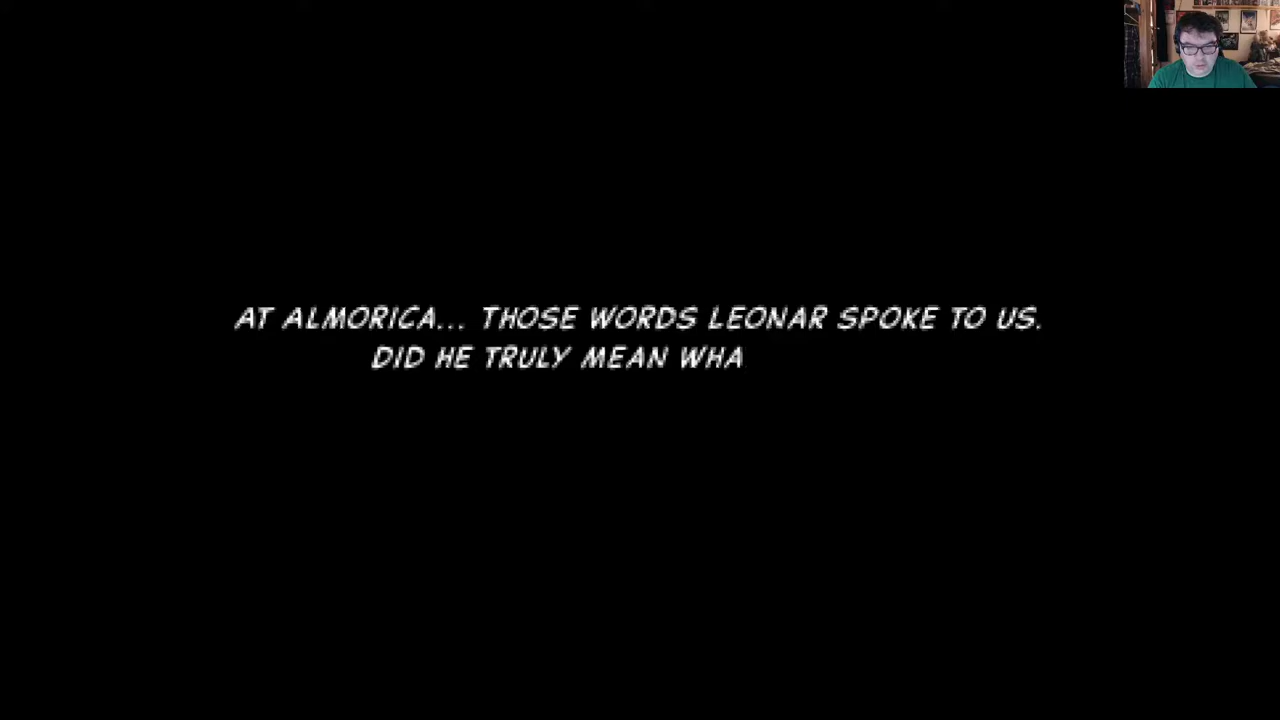 AT ALMORICA... THOSE WORDS LEONAR SPOKE TO US.
DID HE TRULY MEAN WHA